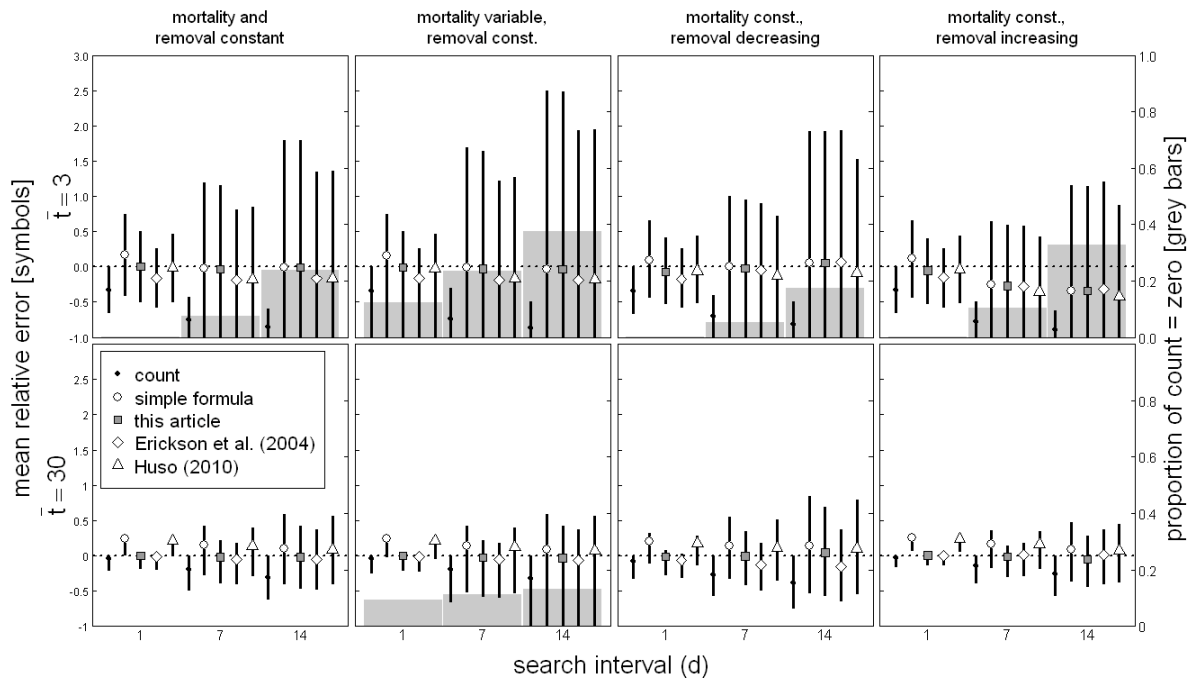 mortality and
removal constant
mortality variable,
removal const.
mortality const.,
removal decreasing
mortality const.,
removal increasing
mean relative error [symbols]
t̄ = 3
2.5
2.0
1.5
1.0
0.5
0.0
-0.5
-1.0
1.0
0.8
0.6
0.4
0.2
0.0
proportion of count = zero [grey bars]
t̄ = 30
2.5
2
1.5
1
0.5
0
-0.5
-1
count
simple formula
this article
Erickson et al. (2004)
Huso (2010)
0.8
0.6
0.4
0.2
0
1 7 14
1 7 14
1 7 14
1 7 14
search interval (d)